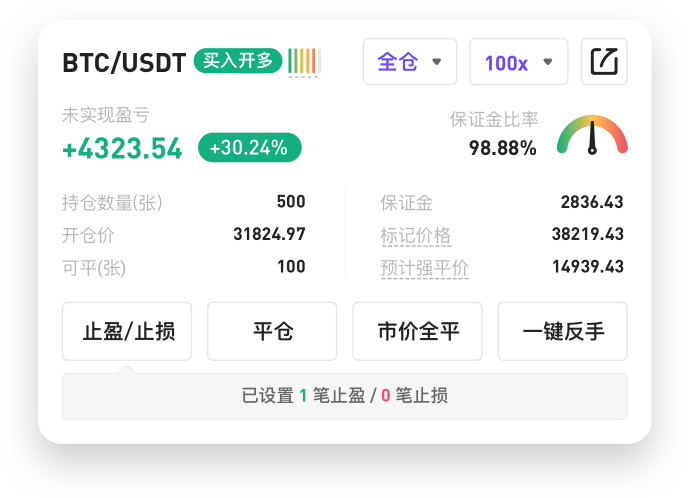 BTC/USDT 买入开多 全仓 100x
未实现盈亏 保证金比率
+4323.54 +30.24% 98.88%
持仓数量(张) 500 保证金 2836.43
开仓价 31824.97 标记价格 38219.43
可平(张) 100 预计强平价 14939.43
止盈/止损 平仓 市价全平 一键反手
已设置 1 笔止盈 / 0 笔止损